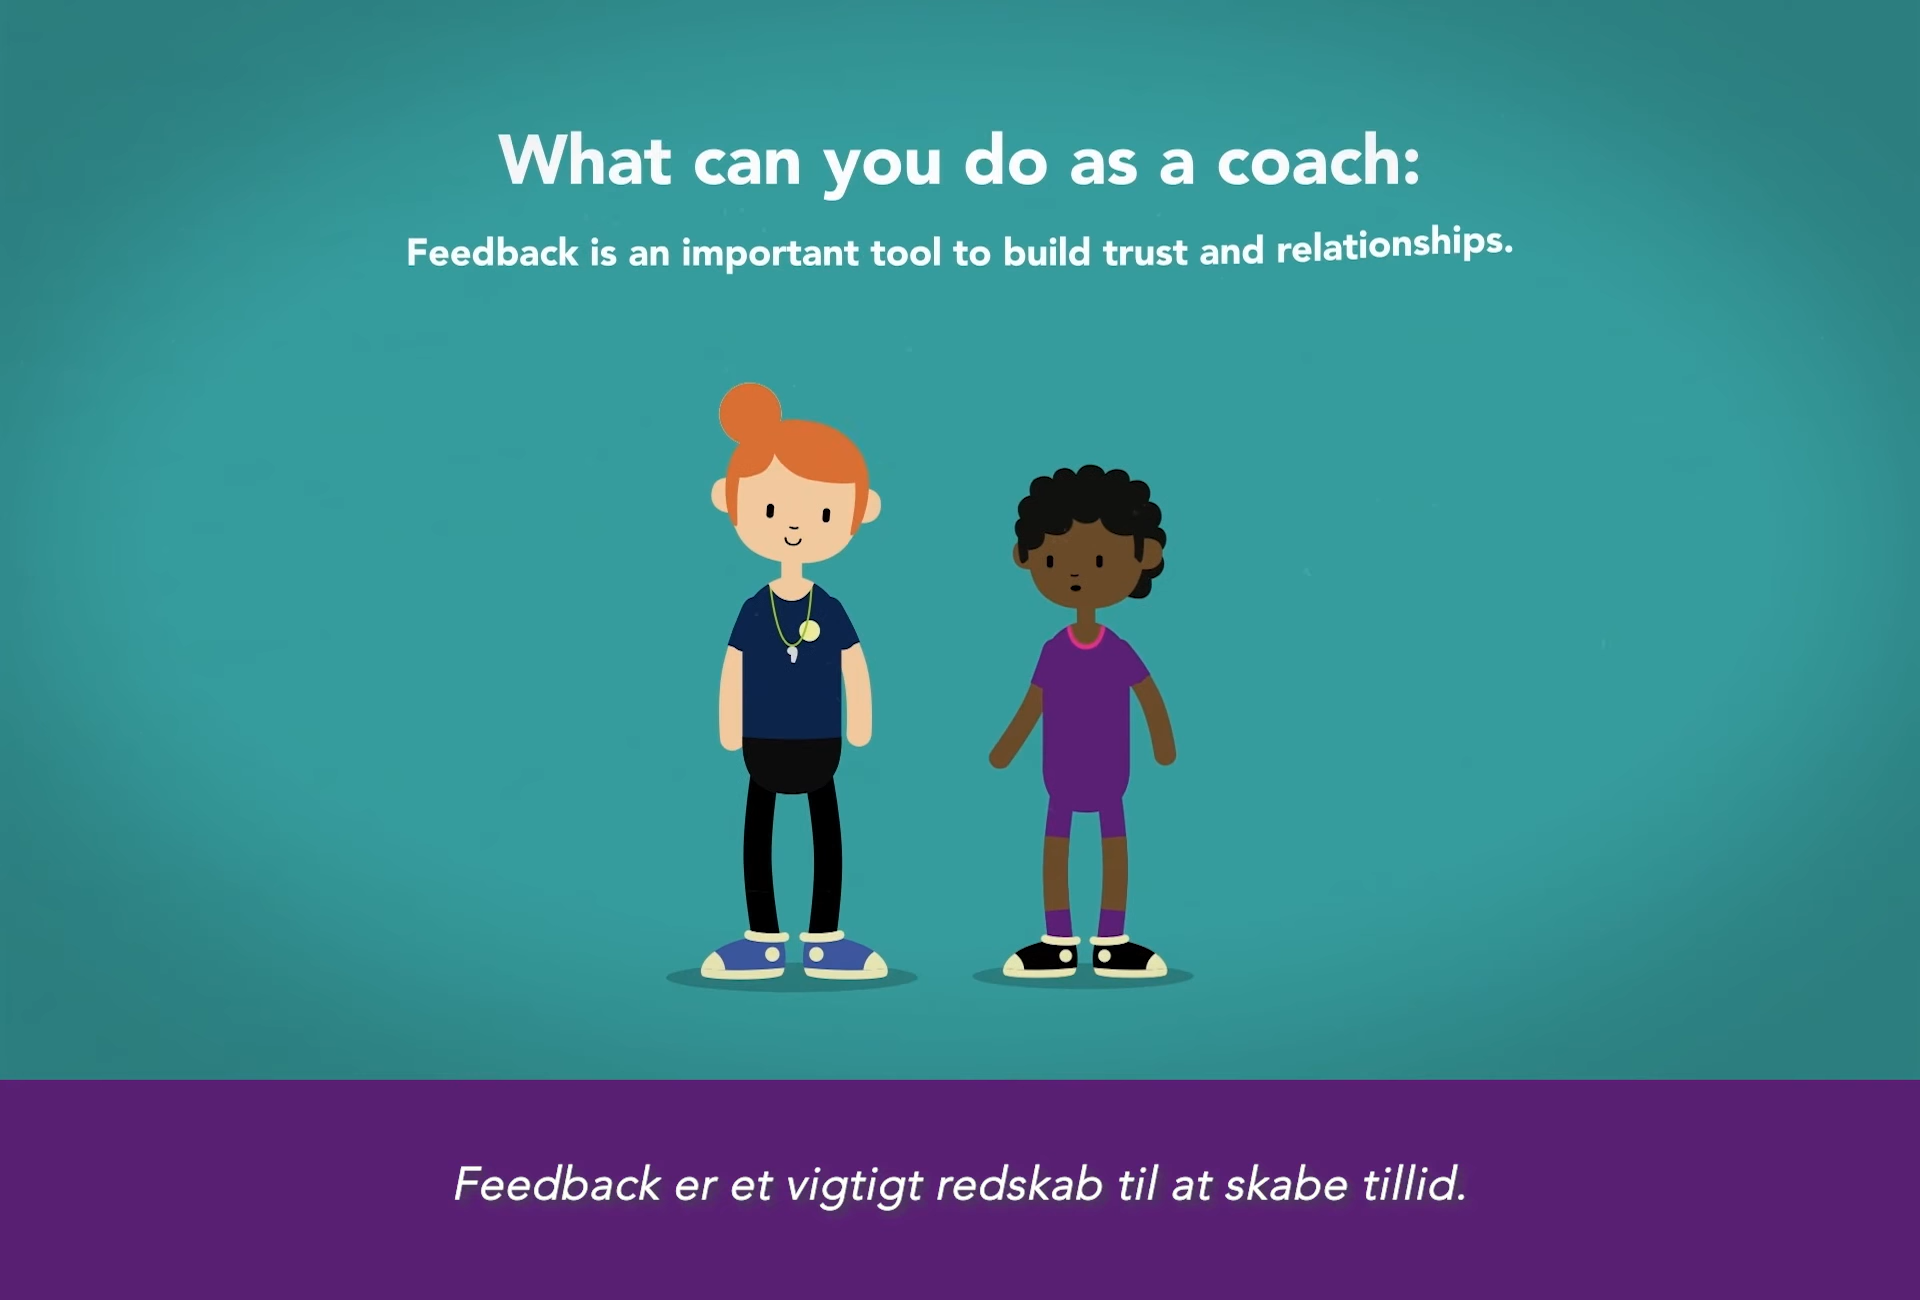 What can you do as a coach:
Feedback is an important tool to build trust and relationships.
Feedback er et vigtigt redskab til at skabe tillid.